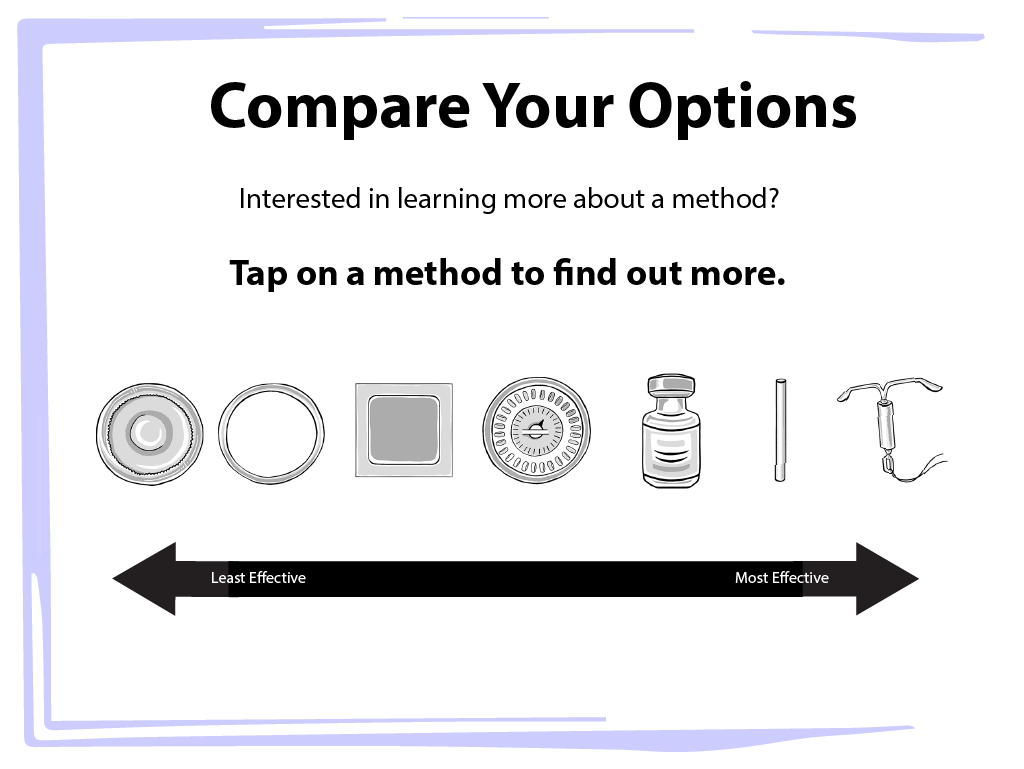 Compare Your Options
Interested in learning more about a method?
Tap on a method to find out more.
Least Effective
Most Effective